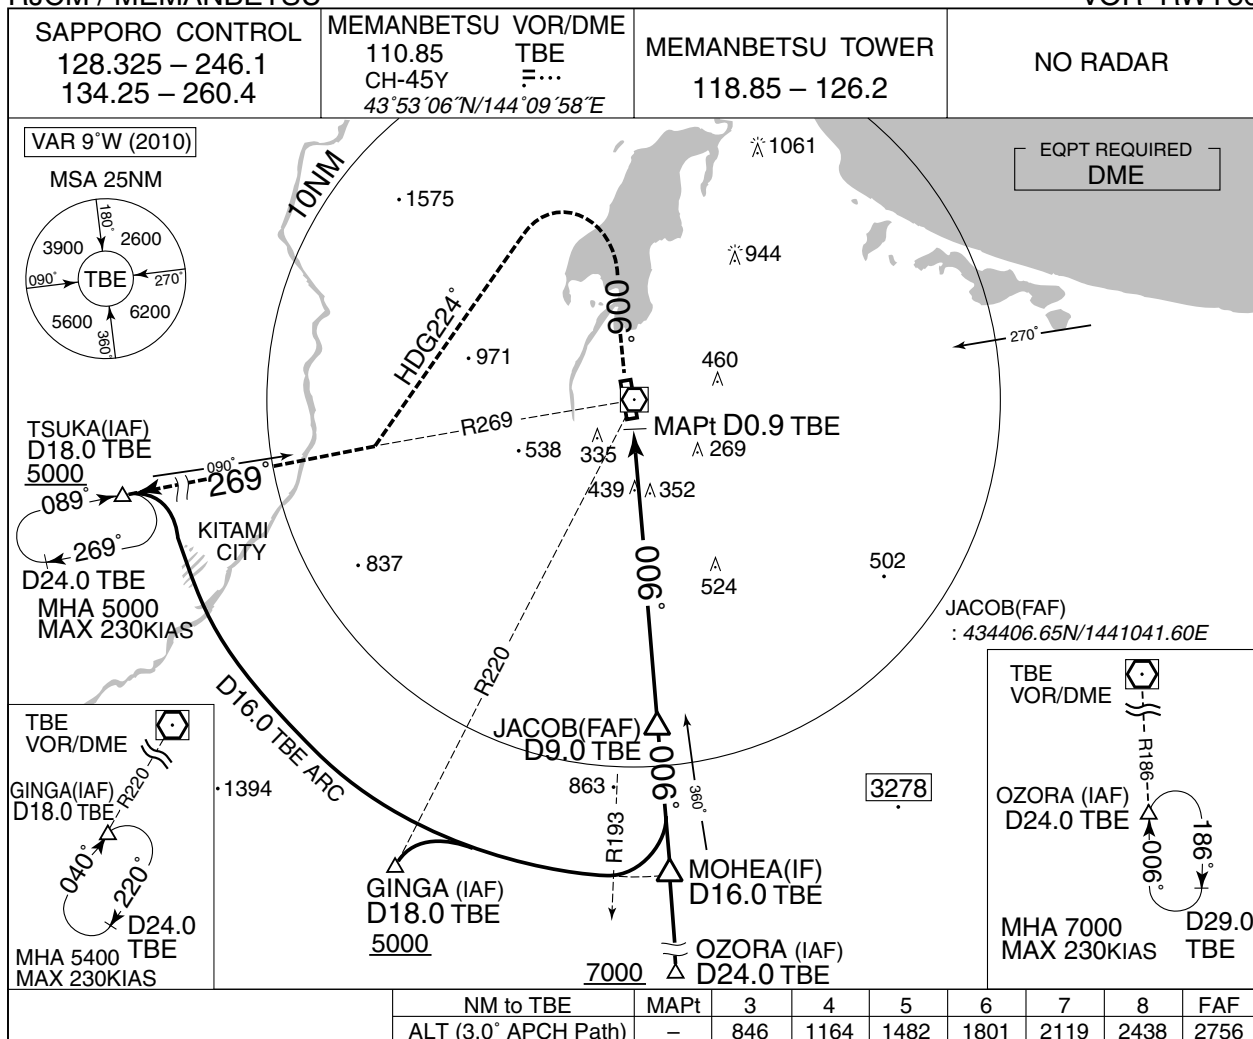 SAPPORO CONTROL
128.325 – 246.1
134.25 – 260.4
MEMANBETSU VOR/DME
110.85 TBE
CH-45Y
43°53´06˝N/144°09´58˝E
MEMANBETSU TOWER
118.85 – 126.2
NO RADAR
VAR 9°W (2010)
MSA 25NM
180°
3900
2600
090°
TBE
270°
5600
6200
360°
10NM
1575
1061
EQPT REQUIRED
DME
944
HDG224°
006°
971
460
270°
TSUKA(IAF)
D18.0 TBE
5000
R269
MAPt D0.9 TBE
538
335
269
090°
269°
089°
269°
439
352
KITAMI
CITY
D24.0 TBE
MHA 5000
MAX 230KIAS
837
006°
524
502
JACOB(FAF)
: 434406.65N/1441041.60E
R220
D16.0 TBE ARC
JACOB(FAF)
D9.0 TBE
006°
360°
863
R193
1394
3278
TBE
VOR/DME
R220
GINGA(IAF)
D18.0 TBE
040°
220°
D24.0
TBE
MHA 5400
MAX 230KIAS
GINGA (IAF)
D18.0 TBE
5000
MOHEA(IF)
D16.0 TBE
OZORA (IAF)
D24.0 TBE
7000
TBE
VOR/DME
R186
OZORA (IAF)
D24.0 TBE
006°
186°
MHA 7000
MAX 230KIAS
D29.0
TBE
NM to TBE MAPt 3 4 5 6 7 8 FAF
ALT (3.0° APCH Path) – 846 1164 1482 1801 2119 2438 2756